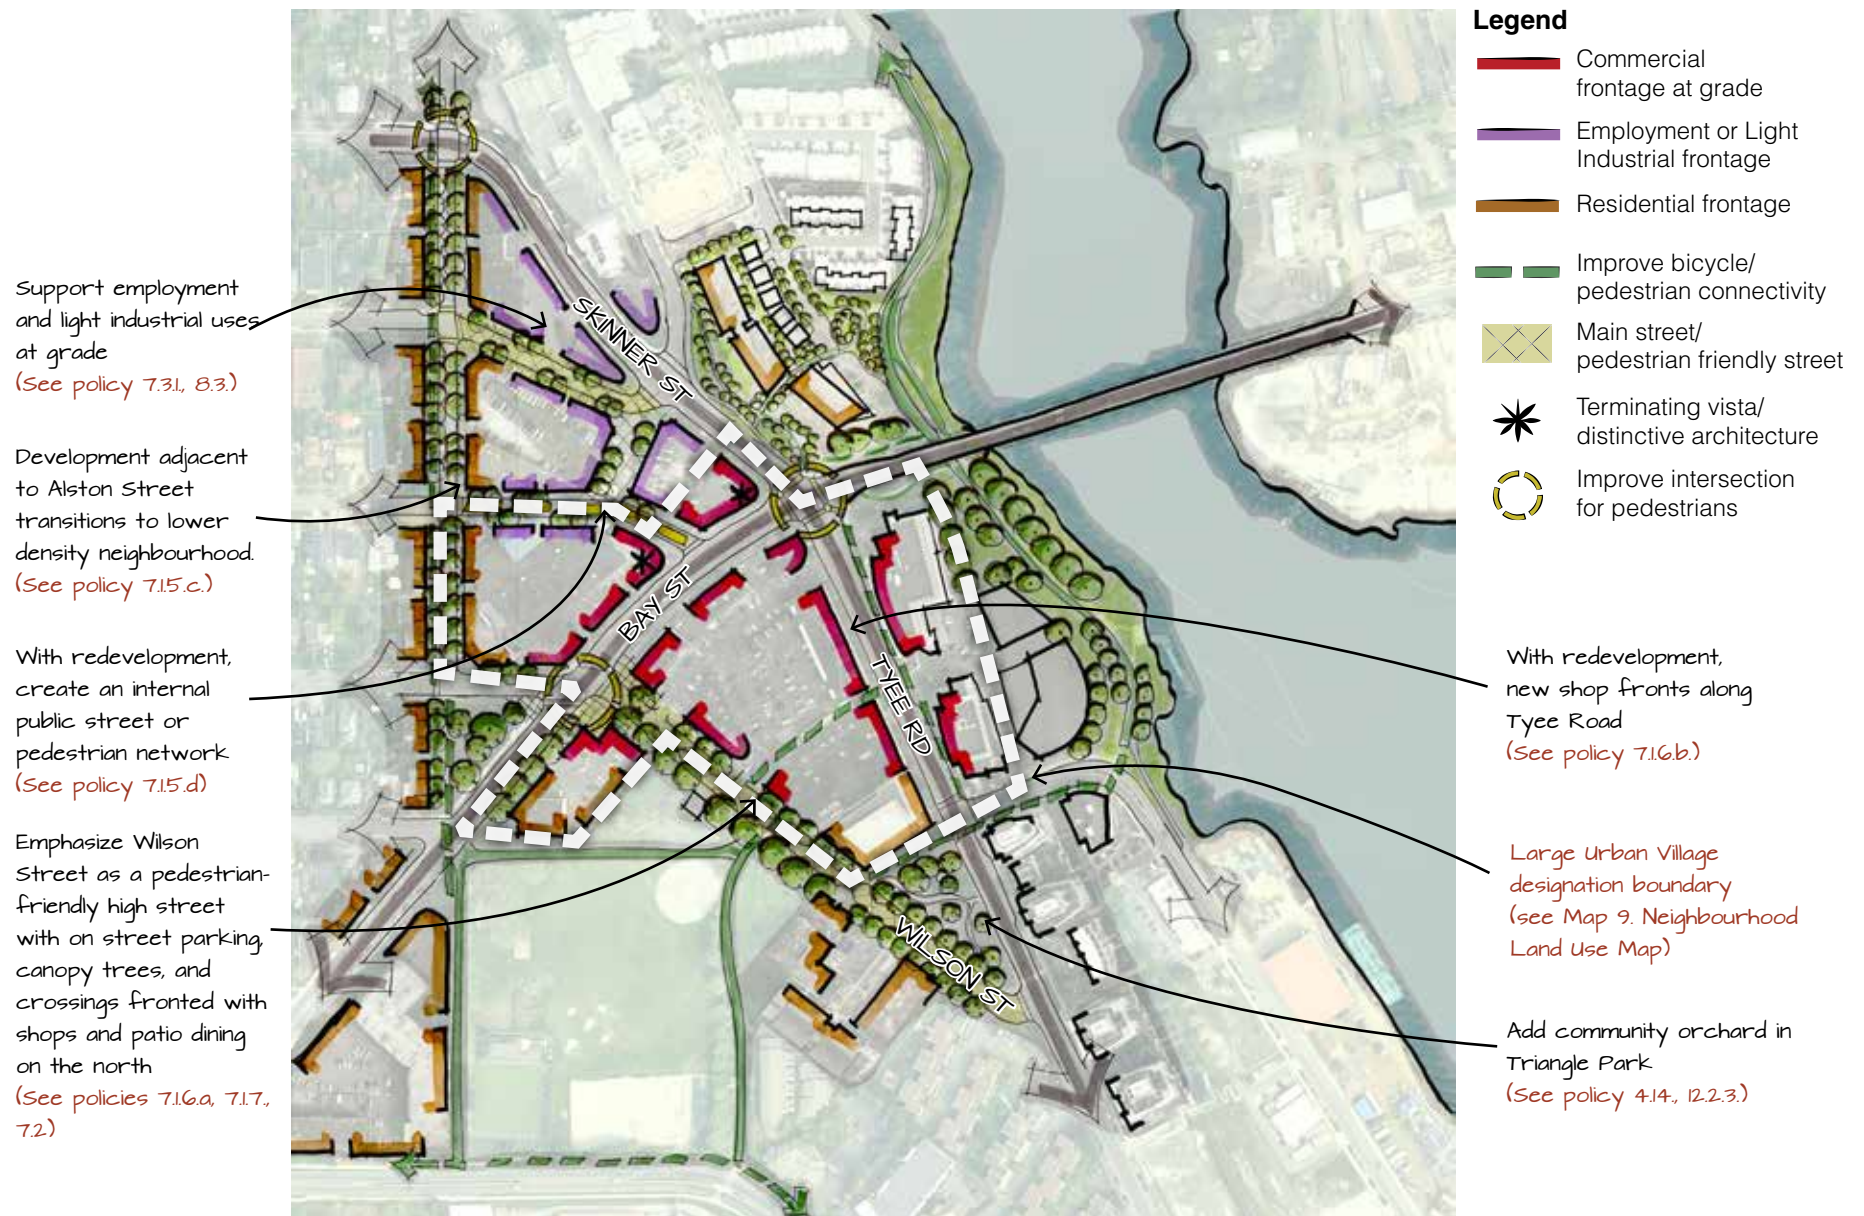 Support employment
and light industrial uses
at grade
(See policy 7.3.1., 8.3.)
Development adjacent
to Alston Street
transitions to lower
density neighbourhood.
(See policy 7.1.5.c.)
With redevelopment,
create an internal
public street or
pedestrian network
(See policy 7.1.5.d)
Emphasize Wilson
Street as a pedestrian-
friendly high street
with on street parking,
canopy trees, and
crossings fronted with
shops and patio dining
on the north
(See policies 7.1.6.a, 7.1.7.,
7.2)
SKINNER ST
BAY ST
TYEE RD
WILSON ST
Legend
Commercial
frontage at grade
Employment or Light
Industrial frontage
Residential frontage
Improve bicycle/
pedestrian connectivity
Main street/
pedestrian friendly street
Terminating vista/
distinctive architecture
Improve intersection
for pedestrians
With redevelopment,
new shop fronts along
Tyee Road
(See policy 7.1.6.b.)
Large Urban Village
designation boundary
(see Map 9. Neighbourhood
Land Use Map)
Add community orchard in
Triangle Park
(See policy 4.14., 12.2.3.)